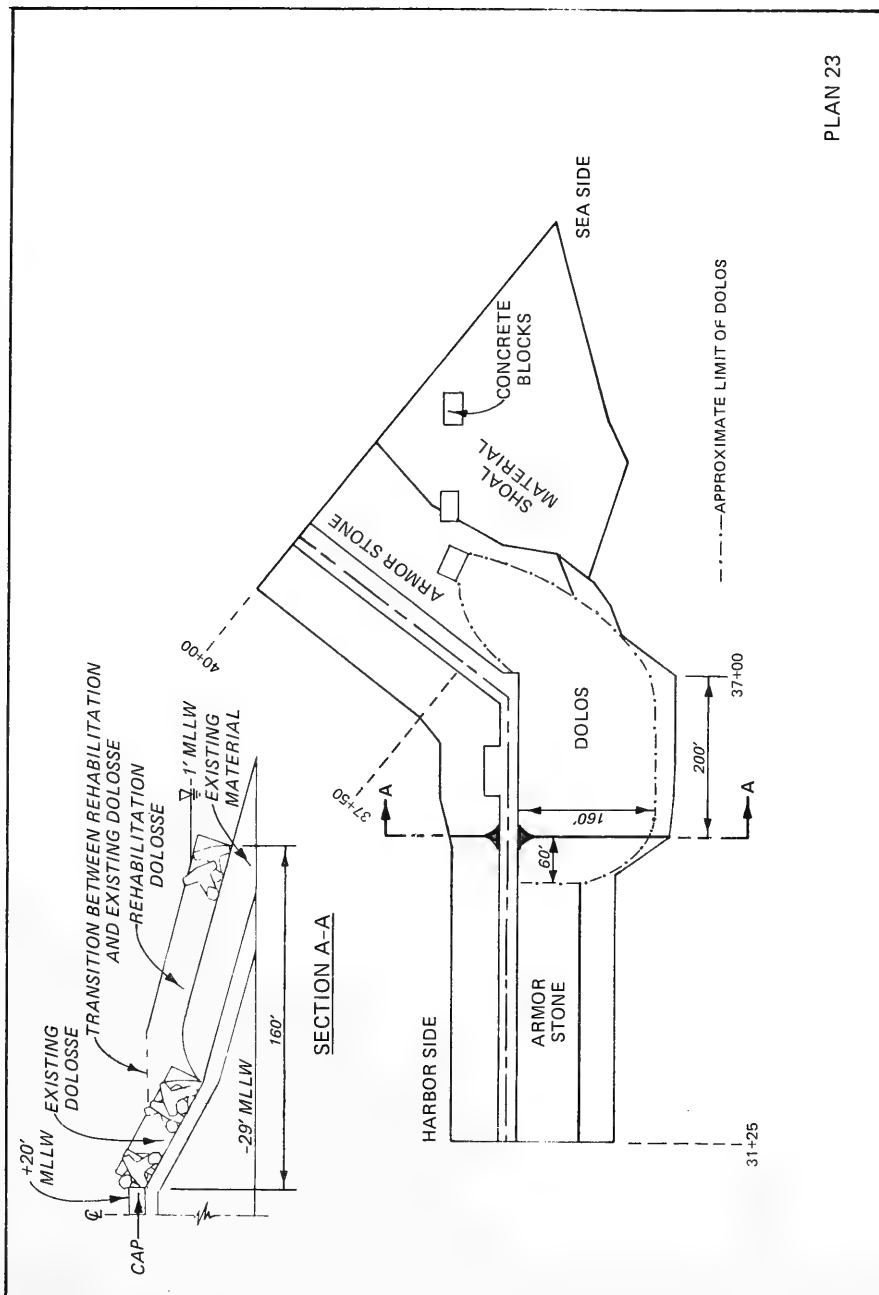 +20'
MLLW
EXISTING
DOLOSSE
TRANSITION BETWEEN REHABILITATION
AND EXISTING DOLOSSE
REHABILITATION
DOLOSSE
-1' MLLW
EXISTING
MATERIAL
℄
CAP
-29' MLLW
160'
SECTION A-A
40+00
37+50
HARBOR SIDE
ARMOR STONE
SHOAL
MATERIAL
CONCRETE
BLOCKS
SEA SIDE
A
A
ARMOR
STONE
DOLOS
60'
160'
200'
31+25
37+00
APPROXIMATE LIMIT OF DOLOS
PLAN 23